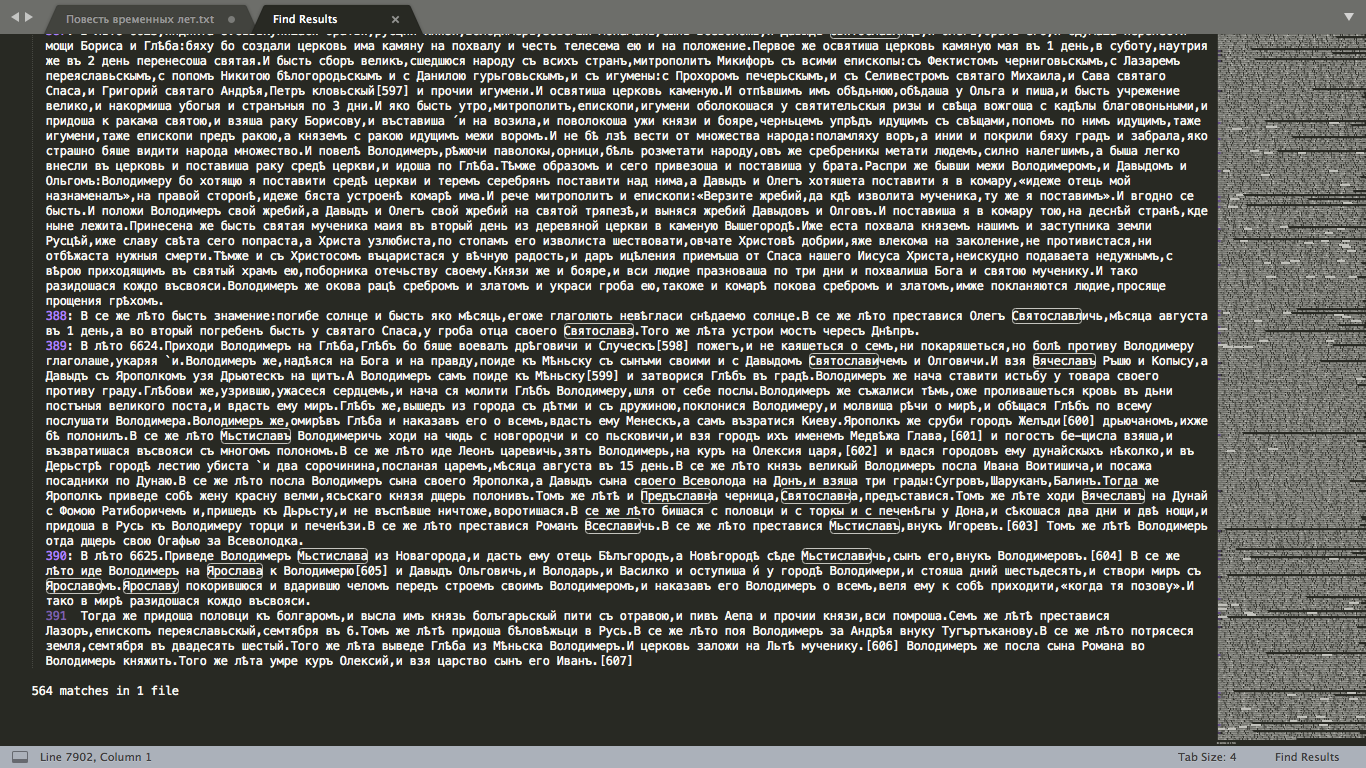 Повесть временных лет.txt
Find Results
мощи Бориса и Глѣба:бяху бо создали церковь има камяну на похвалу и честь телесема ею и на положение.Первое же освятиша церковь камяную мая въ 1 день,в суботу,наутрия
же въ 2 день перенесоша святая.И бысть сборъ великъ,сшедшюся народу съ всихъ странъ,митрополитъ Микифоръ съ всими епископы:съ Фектистомъ черниговьскымъ,с Лазаремъ
переяславьскымъ,с попомъ Никитою бѣлогородьскымъ и с Данилою гурьговьскымъ,и съ игумены:с Прохоромъ печерьскымъ,и съ Селивестромъ святаго Михаила,и Сава святаго
Спаса,и Григорий святаго Андрѣя,Петръ кловьский[597] и прочии игумени.И освятиша церковь каменую.И отпѣвшимъ имъ обѣдьнюю,обѣдаша у Ольга и пиша,и бысть учрежение
велико,и накормиша убогыя и страньныя по 3 дни.И яко бысть утро,митрополитъ,епископи,игумени оболокошася у святительскыя ризы и свѣща вожгоша с кадѣлы благовоньными,и
придоша к ракама святою,и взяша раку Борисову,и въставиша ´и на возила,и поволокоша ужи князи и бояре,черньцемъ упрѣдъ идущимъ съ свѣщами,попомъ по нимъ идущимъ,таже
игумени,таже епископи предъ ракою,а княземъ с ракою идущимъ межи воромъ.И не бѣ лзѣ вести от множества народа:поламляху воръ,а инии и покрили бяху градъ и забрала,яко
страшно бяше видити народа множество.И повелѣ Володимеръ,рѣжючи паволокы,орници,бѣль розметати народу,овъ же сребреникы метати людемъ,силно налегшимъ,а быша легко
внесли въ церковь и поставиша раку средѣ церкви,и идоша по Глѣба.Тѣмже образомъ и сего привезоша и поставиша у брата.Распри же бывши межи Володимеромъ,и Давыдомъ и
Ольгомъ:Володимеру бо хотящю я поставити средѣ церкви и теремъ серебрянъ поставити над нима,а Давыдъ и Олегъ хотяшета поставити я в комару,«идеже отець мой
назнаменалъ»,на правой сторонѣ,идеже бяста устроенѣ комарѣ има.И рече митрополитъ и епископи:«Верзите жребий,да кдѣ изволита мученика,ту же я поставимъ».И вгодно се
бысть.И положи Володимеръ свой жребий,а Давыдъ и Олегъ свой жребий на святой тряпезѣ,и выняся жребий Давыдовъ и Олговъ.И поставиша я в комару тою,на деснѣй странѣ,кде
ныне лежита.Принесена же бысть святая мученика маия въ вторый день из деревяной церкви в каменую Вышегородѣ.Иже еста похвала княземъ нашимъ и заступника земли
Русцѣй,иже славу свѣта сего попраста,а Христа узлюбиста,по стопамъ его изволиста шествовати,овчате Христовѣ добрии,яже влекома на заколение,не противистася,ни
отбѣжаста нужныя смерти.Тѣмже и съ Христосомъ въцаристася у вѣчную радость,и даръ ицѣления приемъша от Спаса нашего Иисуса Христа,неискудно подаваета недужнымъ,с
вѣрою приходящимъ въ святый храмъ ею,поборника отечьству своему.Князи же и бояре,и вси людие празноваша по три дни и похвалиша Бога и святою мученику.И тако
разидошася кождо въсвояси.Володимеръ же окова рацѣ сребромъ и златомъ и украси гроба ею,такоже и комарѣ покова сребромъ и златомъ,имже покланяются людие,просяще
прощения грѣхомъ.
388: В се же лѣто бысть знамение:погибе солнце и бысть яко мѣсяць,егоже глаголють невѣгласи снѣдаемо солнце.В се же лѣто преставися Олегъ Святославличь,мѣсяца августа
въ 1 день,а во вторый погребенъ бысть у святаго Спаса,у гроба отца своего Святослава.Того же лѣта устрои мостъ чересъ Днѣпръ.
389: В лѣто 6624.Приходи Володимеръ на Глѣба,Глѣбъ бо бяше воевалъ дрѣговичи и Случескъ[598] пожегъ,и не каяшеться о семь,ни покаряшеться,но болѣ противу Володимеру
глаголаше,укаряя `и.Володимеръ же,надѣяся на Бога и на правду,поиде къ Мѣньску съ сынъми своими и с Давыдомъ Святославичемъ и Олговичи.И взя Вячеславъ Ръшю и Копысу,а
Давыдъ съ Ярополкомъ узя Дрьютескъ на щитъ.А Володимеръ самъ поиде къ Мѣньску[599] и затворися Глѣбъ въ градѣ.Володимеръ же нача ставити истьбу у товара своего
противу граду.Глѣбови же,узрившю,ужасеся сердцемь,и нача ся молити Глѣбъ Володимеру,шля от себе послы.Володимеръ же съжалиси тѣмь,оже проливашеться кровь въ дьни
постъныя великого поста,и вдасть ему миръ.Глѣбъ же,вышедъ из города съ дѣтми и съ дружиною,поклонися Володимеру,и молвиша рѣчи о мирѣ,и обѣщася Глѣбъ по всему
послушати Володимера.Володимеръ же,омирѣвъ Глѣба и наказавъ его о всемь,вдасть ему Менескъ,а самъ възратися Киеву.Ярополкъ же сруби городъ Желъди[600] дрьючаномъ,ихже
бѣ полонилъ.В се же лѣто Мьстиславъ Володимеричь ходи на чюдь с новгородчи и со пьсковичи,и взя городъ ихъ именемъ Медвѣжа Глава,[601] и погостъ бе-щисла взяша,и
възвратишася въсвояси съ многомъ полономъ.В се же лѣто иде Леонъ царевичь,зять Володимерь,на куръ на Олексия царя,[602] и вдася городовъ ему дунайскыхъ нѣколко,и въ
Дерьстрѣ городѣ лестию убиста `и два сорочинина,посланая царемь,мѣсяца августа въ 15 день.В се же лѣто князь великый Володимеръ посла Ивана Воитишича,и посажа
посадники по Дунаю.В се же лѣто посла Володимеръ сына своего Ярополка,а Давыдъ сына своего Всеволода на Донъ,и взяша три грады:Сугровъ,Шаруканъ,Балинъ.Тогда же
Ярополкъ приведе собѣ жену красну велми,ясьскаго князя дщерь полонивъ.Томъ же лѣтѣ и Предъславна черница,Святославна,предъставися.Томъ же лѣте ходи Вячеславъ на Дунай
с Фомою Ратиборичемъ и,пришедъ къ Дърьсту,и не въспѣвше ничтоже,воротишася.В се же лѣто бишася с половци и с торкы и с печенѣгы у Дона,и сѣкошася два дни и двѣ нощи,и
придоша в Русь къ Володимеру торци и печенѣзи.В се же лѣто преставися Романъ Всеславичь.В се же лѣто преставися Мьстиславъ,внукъ Игоревъ.[603] Томъ же лѣтѣ Володимерь
отда дщерь свою Огафью за Всеволодка.
390: В лѣто 6625.Приведе Володимеръ Мьстислава из Новагорода,и дасть ему отець Бѣлъгородъ,а Новѣгородѣ сѣде Мьстиславичь,сынъ его,внукъ Володимеровъ.[604] В се же
лѣто иде Володимеръ на Ярослава к Володимерю[605] и Давыдъ Ольговичь,и Володарь,и Василко и оступиша й у городѣ Володимери,и стояша дний шестьдесятъ,и створи миръ съ
Ярославомъ.Ярославу покорившюся и вдарившю челомъ передъ строемъ своимъ Володимеромъ,и наказавъ его Володимеръ о всемь,веля ему к собѣ приходити,«когда тя позову».И
тако в мирѣ разидошася кождо въсвояси.
391 Тогда же придоша половци къ болгаромъ,и высла имъ князь болъгарьскый пити съ отравою,и пивъ Аепа и прочии князи,вси помроша.Семъ же лѣтѣ преставися
Лазоръ,епископъ переяславьскый,семтября въ 6.Томъ же лѣтѣ придоша бѣловѣжьци в Русь.В се же лѣто поя Володимеръ за Андрѣя внуку Тугърътканову.В се же лѣто потрясеся
земля,сентября въ двадесять шестый.Того же лѣта выведе Глѣба из Мѣньска Володимеръ.И церковь заложи на Льтѣ мученику.[606] Володимеръ же посла сына Романа во
Володимерь княжить.Того же лѣта умре куръ Олексий,и взя царство сынъ его Иванъ.[607]
564 matches in 1 file
Line 7902, Column 1
Tab Size: 4
Find Results